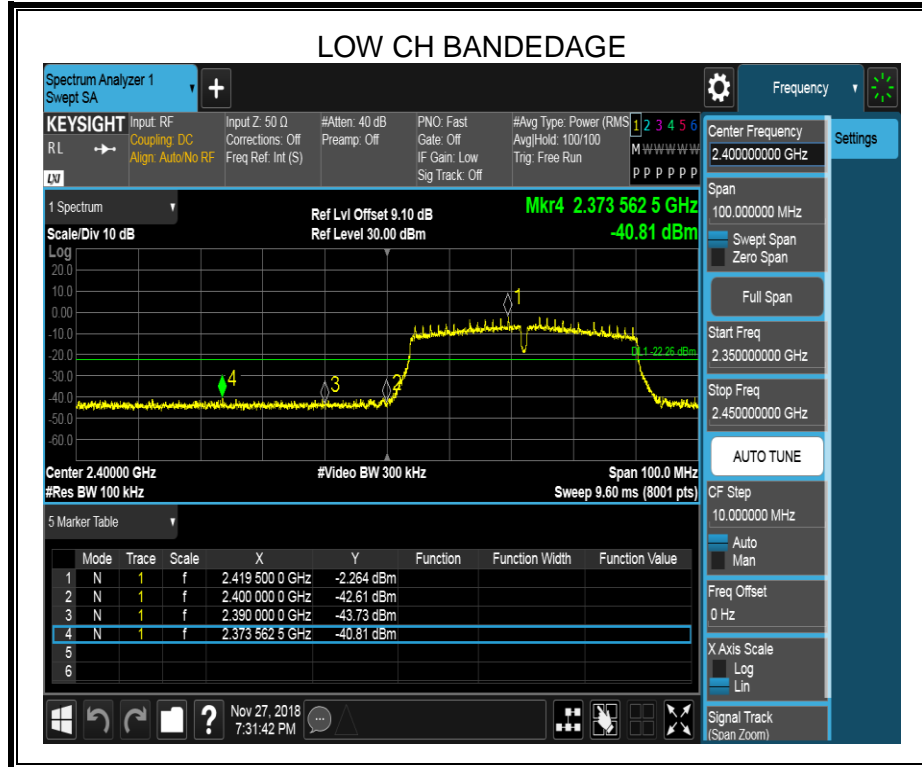 LOW CH BANDEDAGE
Spectrum Analyzer 1
Swept SA
+
Frequency
KEYSIGHT
RL
LXI
Input: RF
Coupling: DC
Align: Auto/No RF
Input Z: 50 Ω
Corrections: Off
Freq Ref: Int (S)
#Atten: 40 dB
Preamp: Off
PNO: Fast
Gate: Off
IF Gain: Low
Sig Track: Off
#Avg Type: Power (RMS
Avg|Hold: 100/100
Trig: Free Run
1 2 3 4 5 6
M W W W W W
P P P P P P
Center Frequency
2.400000000 GHz
Settings
1 Spectrum
Scale/Div 10 dB
Ref Lvl Offset 9.10 dB
Ref Level 30.00 dBm
Mkr4 2.373 562 5 GHz
-40.81 dBm
Log
20.0
10.0
0.00
-10.0
-20.0
-30.0
-40.0
-50.0
-60.0
1
2
3
4
DL1 -22.26 dBm
Center 2.40000 GHz
#Video BW 300 kHz
Span 100.0 MHz
#Res BW 100 kHz
Sweep 9.60 ms (8001 pts)
Span
100.000000 MHz
Swept Span
Zero Span
Full Span
Start Freq
2.350000000 GHz
Stop Freq
2.450000000 GHz
AUTO TUNE
CF Step
10.000000 MHz
Auto
Man
Freq Offset
0 Hz
X Axis Scale
Log
Lin
Signal Track
(Span Zoom)
5 Marker Table
Mode Trace Scale X Y Function Function Width Function Value
1 N 1 f 2.419 500 0 GHz -2.264 dBm
2 N 1 f 2.400 000 0 GHz -42.61 dBm
3 N 1 f 2.390 000 0 GHz -43.73 dBm
4 N 1 f 2.373 562 5 GHz -40.81 dBm
5
6
?
Nov 27, 2018
7:31:42 PM